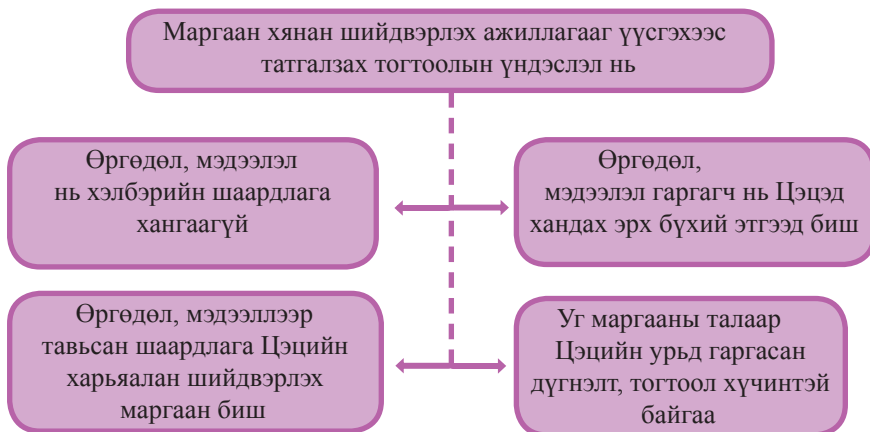 Маргаан хянан шийдвэрлэх ажиллагааг үүсгэхээс
татгалзах тогтоолын үндэслэл нь
Өргөдөл, мэдээлэл
нь хэлбэрийн шаардлага
хангаагүй
Өргөдөл,
мэдээлэл гаргагч нь Цэцэд
хандах эрх бүхий этгээд биш
Өргөдөл, мэдээллээр
тавьсан шаардлага Цэцийн
харьяалан шийдвэрлэх
маргаан биш
Уг маргааны талаар
Цэцийн урьд гаргасан
дүгнэлт, тогтоол хүчинтэй
байгаа